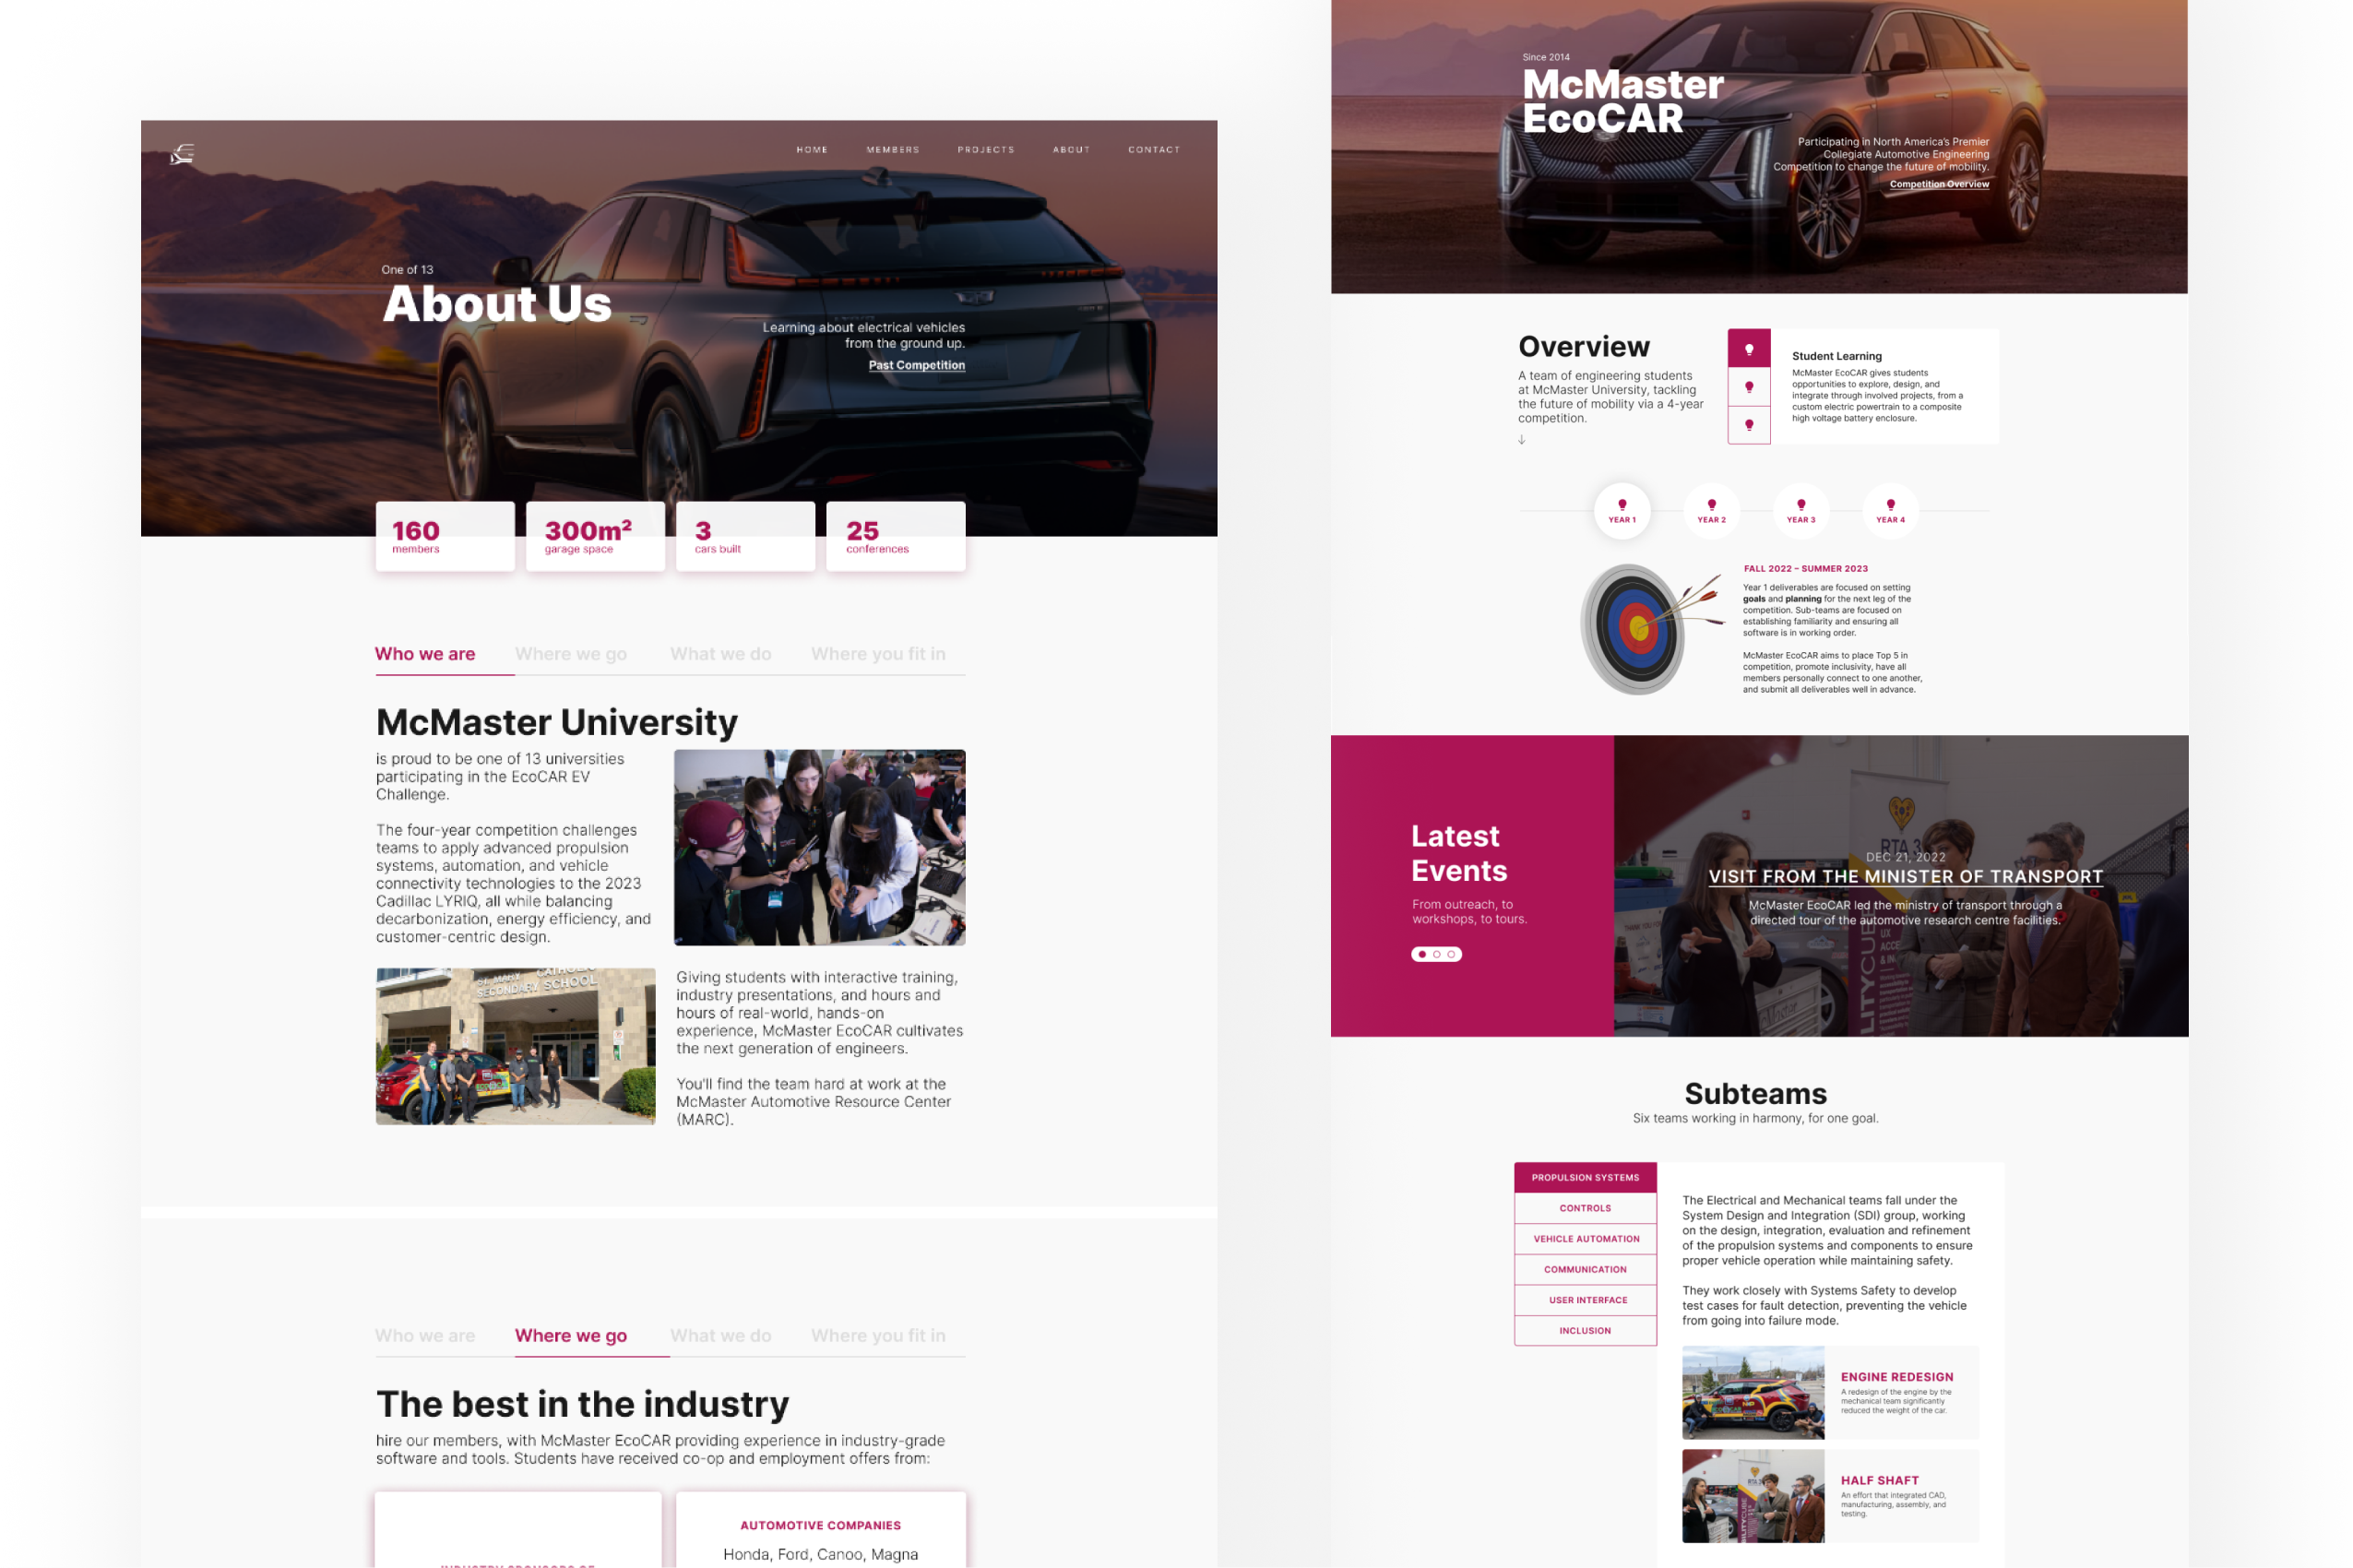 HOME MEMBERS PROJECTS ABOUT CONTACT
One of 13
About Us
Learning about electrical vehicles
from the ground up.
Past Competition
160
members
300m²
garage space
3
cars built
25
conferences
Who we are Where we go What we do Where you fit in
McMaster University
is proud to be one of 13 universities
participating in the EcoCAR EV
Challenge.
The four-year competition challenges
teams to apply advanced propulsion
systems, automation, and vehicle
connectivity technologies to the 2023
Cadillac LYRIQ, all while balancing
decarbonization, energy efficiency, and
customer-centric design.
ST. MARY CATHOLIC
SECONDARY SCHOOL
Giving students with interactive training,
industry presentations, and hours and
hours of real-world, hands-on
experience, McMaster EcoCAR cultivates
the next generation of engineers.
You'll find the team hard at work at the
McMaster Automotive Resource Center
(MARC).
Who we are Where we go What we do Where you fit in
The best in the industry
hire our members, with McMaster EcoCAR providing experience in industry-grade
software and tools. Students have received co-op and employment offers from:
AUTOMOTIVE COMPANIES
Honda, Ford, Canoo, Magna
Since 2014
McMaster
EcoCAR
Participating in North America's Premier
Collegiate Automotive Engineering
Competition to change the future of mobility.
Competition Overview
Overview
A team of engineering students
at McMaster University, tackling
the future of mobility via a 4-year
competition.
↓
Student Learning
McMaster EcoCAR gives students
opportunities to explore, design, and
integrate through involved projects, from a
custom electric powertrain to a composite
high voltage battery enclosure.
YEAR 1 YEAR 2 YEAR 3 YEAR 4
FALL 2022 – SUMMER 2023
Year 1 deliverables are focused on setting
goals and planning for the next leg of the
competition. Sub-teams are focused on
establishing familiarity and ensuring all
software is in working order.
McMaster EcoCAR aims to place Top 5 in
competition, promote inclusivity, have all
members personally connect to one another,
and submit all deliverables well in advance.
Latest
Events
From outreach, to
workshops, to tours.
RTA 3
DEC 21, 2022
VISIT FROM THE MINISTER OF TRANSPORT
McMaster EcoCAR led the ministry of transport through a
directed tour of the automotive research centre facilities.
Subteams
Six teams working in harmony, for one goal.
PROPULSION SYSTEMS
CONTROLS
VEHICLE AUTOMATION
COMMUNICATION
USER INTERFACE
INCLUSION
The Electrical and Mechanical teams fall under the
System Design and Integration (SDI) group, working
on the design, integration, evaluation and refinement
of the propulsion systems and components to ensure
proper vehicle operation while maintaining safety.
They work closely with Systems Safety to develop
test cases for fault detection, preventing the vehicle
from going into failure mode.
ENGINE REDESIGN
A redesign of the engine by the
mechanical team significantly
reduced the weight of the car.
HALF SHAFT
An effort that integrated CAD,
manufacturing, assembly, and
testing.